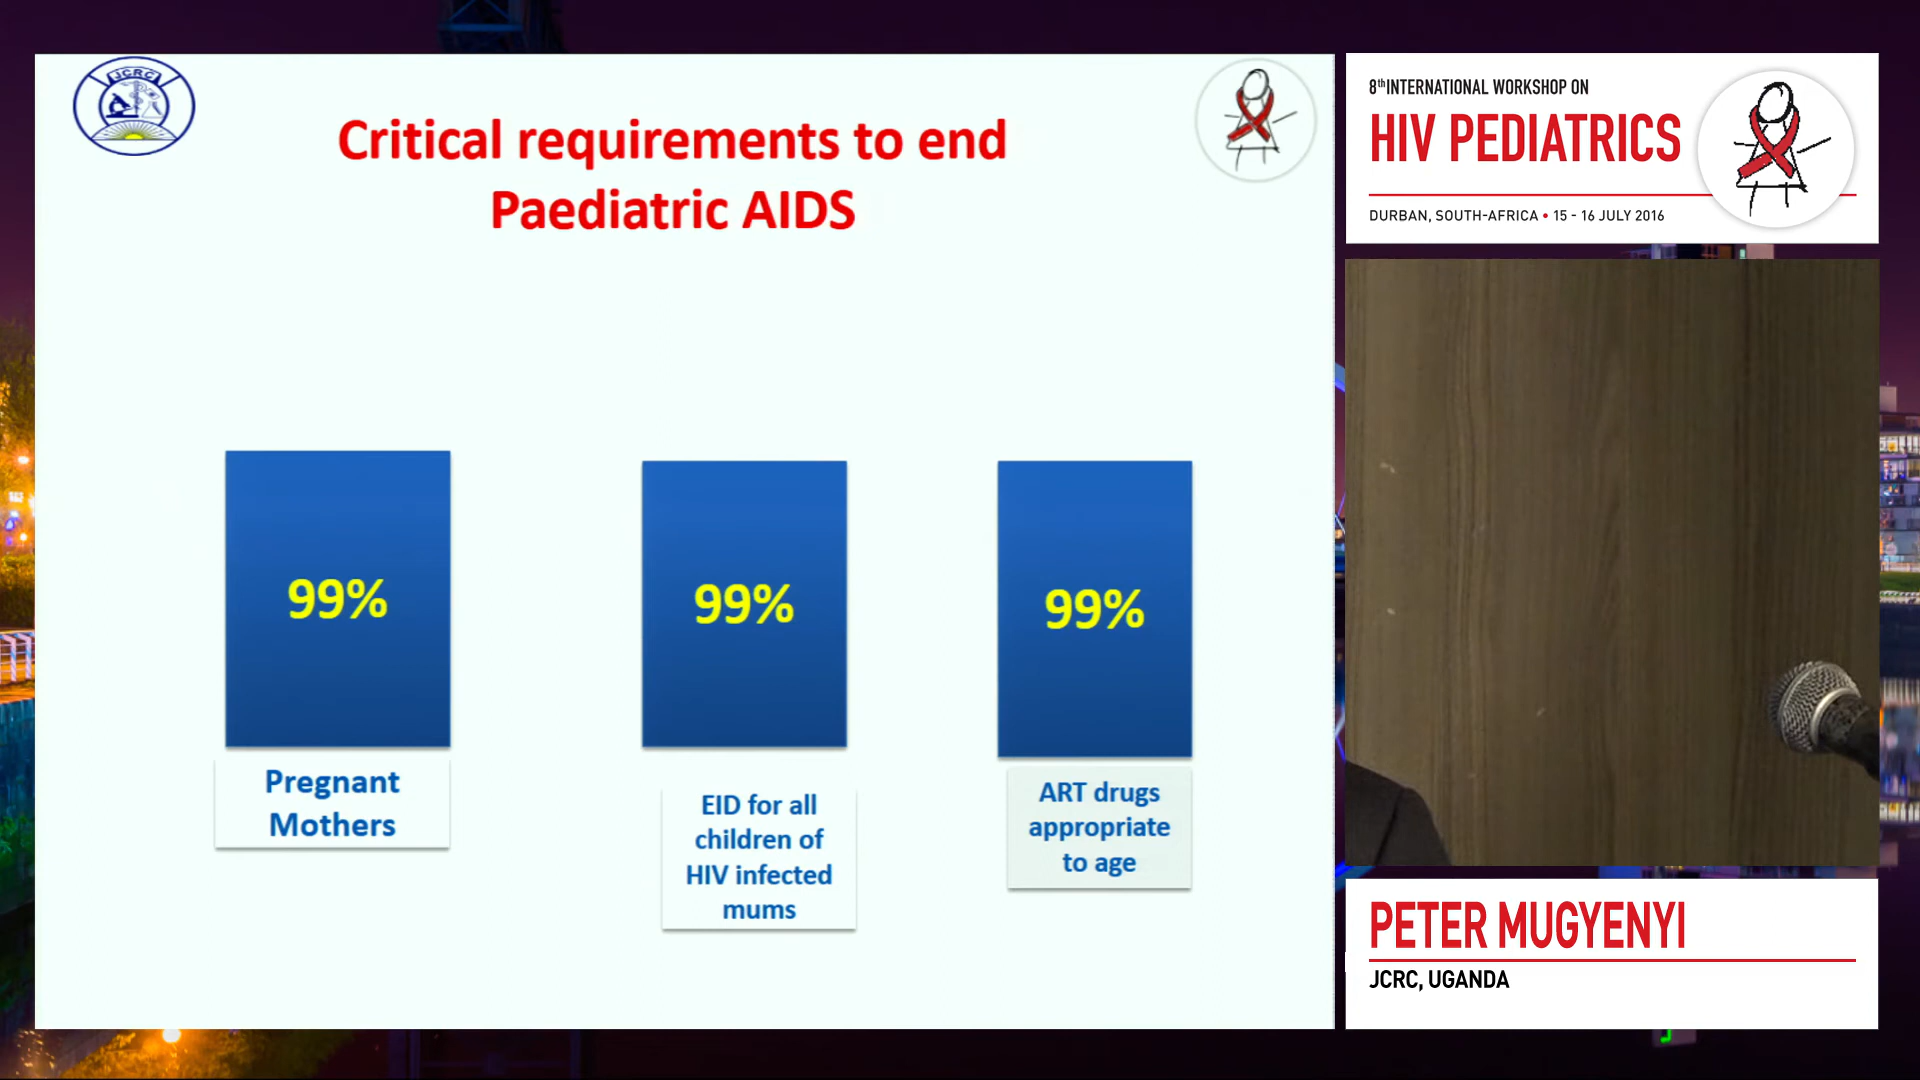 JCRC
Critical requirements to end
Paediatric AIDS
99%
Pregnant
Mothers
99%
EID for all
children of
HIV infected
mums
99%
ART drugs
appropriate
to age
8th INTERNATIONAL WORKSHOP ON
HIV PEDIATRICS
DURBAN, SOUTH-AFRICA • 15 - 16 JULY 2016
PETER MUGYENYI
JCRC, UGANDA